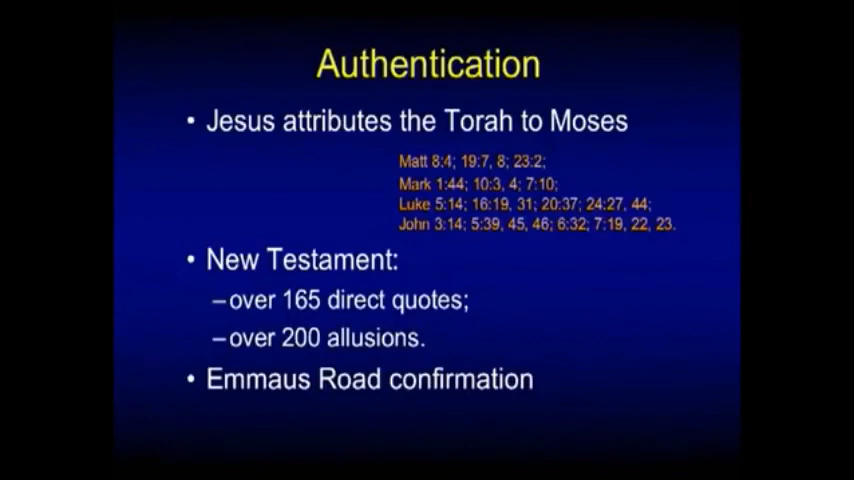 Authentication
• Jesus attributes the Torah to Moses
Matt 8:4; 19:7, 8; 23:2;
Mark 1:44; 10:3, 4; 7:10;
Luke 5:14; 16:19, 31; 20:37; 24:27, 44;
John 3:14; 5:39, 45, 46; 6:32; 7:19, 22, 23.
• New Testament:
–over 165 direct quotes;
–over 200 allusions.
• Emmaus Road confirmation